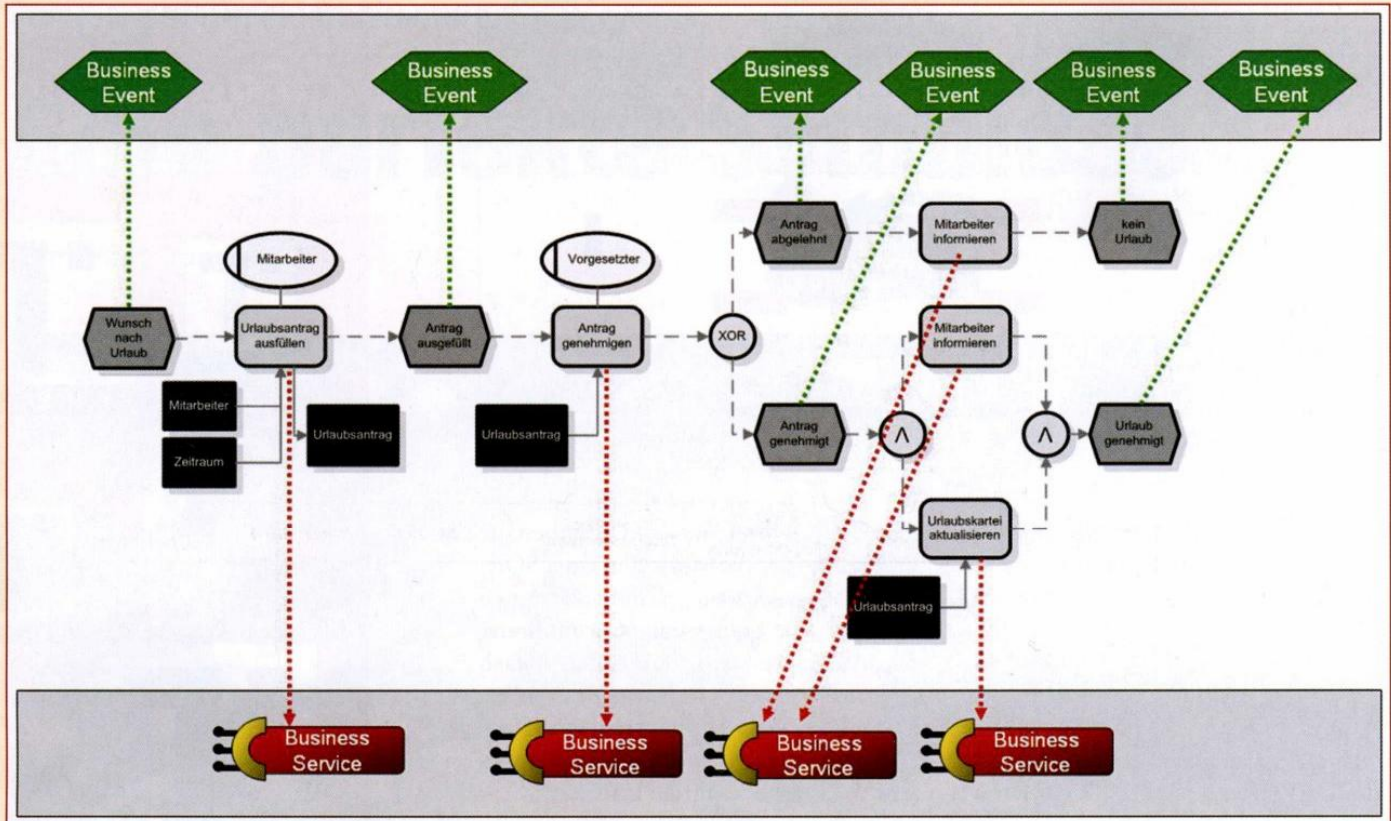 Business
Event
Business
Event
Business
Event
Business
Event
Business
Event
Business
Event
Wunsch
nach
Urlaub
Mitarbeiter
Urlaubsantrag
ausfüllen
Mitarbeiter
Zeitraum
Urlaubsantrag
Antrag
ausgefüllt
Vorgesetzter
Antrag
genehmigen
Urlaubsantrag
XOR
Antrag
abgelehnt
Mitarbeiter
informieren
kein
Urlaub
Antrag
genehmigt
Λ
Mitarbeiter
informieren
Urlaubskartei
aktualisieren
Urlaubsantrag
Λ
Urlaub
genehmigt
Business
Service
Business
Service
Business
Service
Business
Service